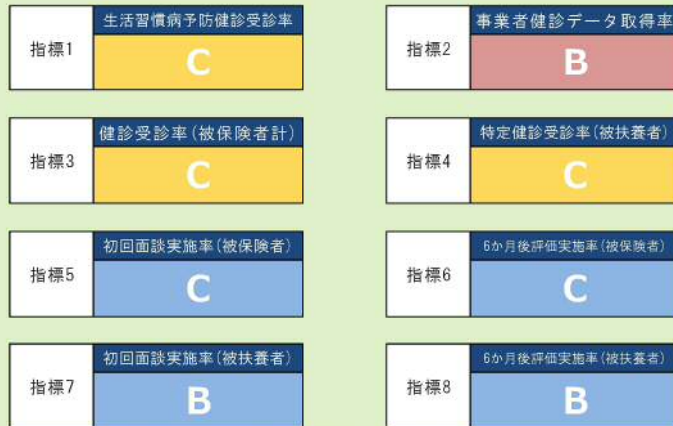 指標1
生活習慣病予防健診受診率
C
指標2
事業者健診データ取得率
B
指標3
健診受診率(被保険者計)
C
指標4
特定健診受診率(被扶養者)
C
指標5
初回面談実施率(被保険者)
C
指標6
6か月後評価実施率(被保険者)
C
指標7
初回面談実施率(被扶養者)
B
指標8
6か月後評価実施率(被扶養者)
B